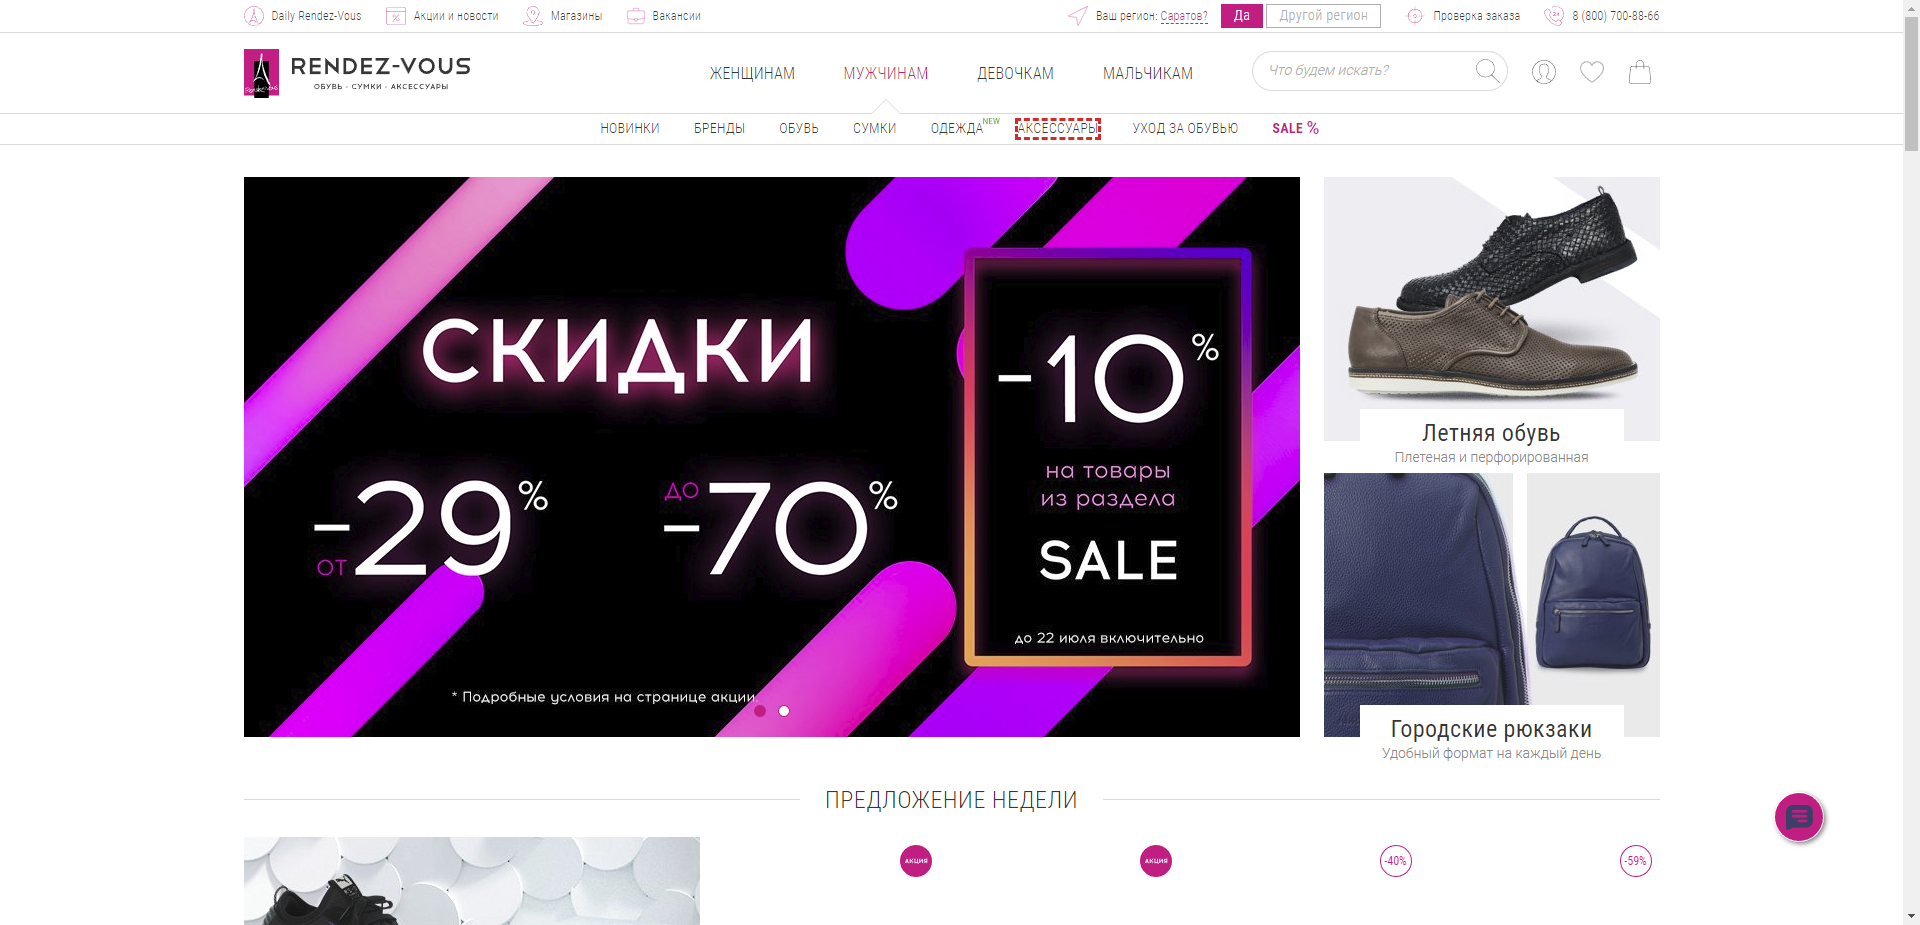 Daily Rendez-Vous
Акции и новости
Магазины
Вакансии
Ваш регион: Саратов?
Да
Другой регион
Проверка заказа
8 (800) 700-88-66
RENDEZ-VOUS
ОБУВЬ · СУМКИ · АКСЕССУАРЫ
ЖЕНЩИНАМ
МУЖЧИНАМ
ДЕВОЧКАМ
МАЛЬЧИКАМ
Что будем искать?
НОВИНКИ
БРЕНДЫ
ОБУВЬ
СУМКИ
ОДЕЖДА NEW
АКСЕССУАРЫ
УХОД ЗА ОБУВЬЮ
SALE %
СКИДКИ
от -29%
до -70%
-10%
на товары
из раздела
SALE
до 22 июля включительно
* Подробные условия на странице акции.
Летняя обувь
Плетеная и перфорированная
Городские рюкзаки
Удобный формат на каждый день
ПРЕДЛОЖЕНИЕ НЕДЕЛИ
АКЦИЯ
АКЦИЯ
-40%
-59%